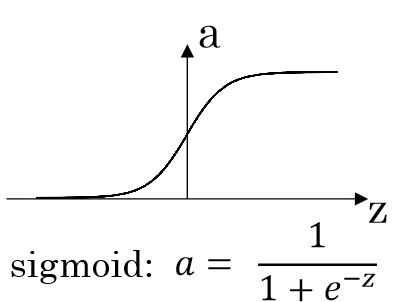 a
z
sigmoid: a = 1 / (1 + e^{-z})